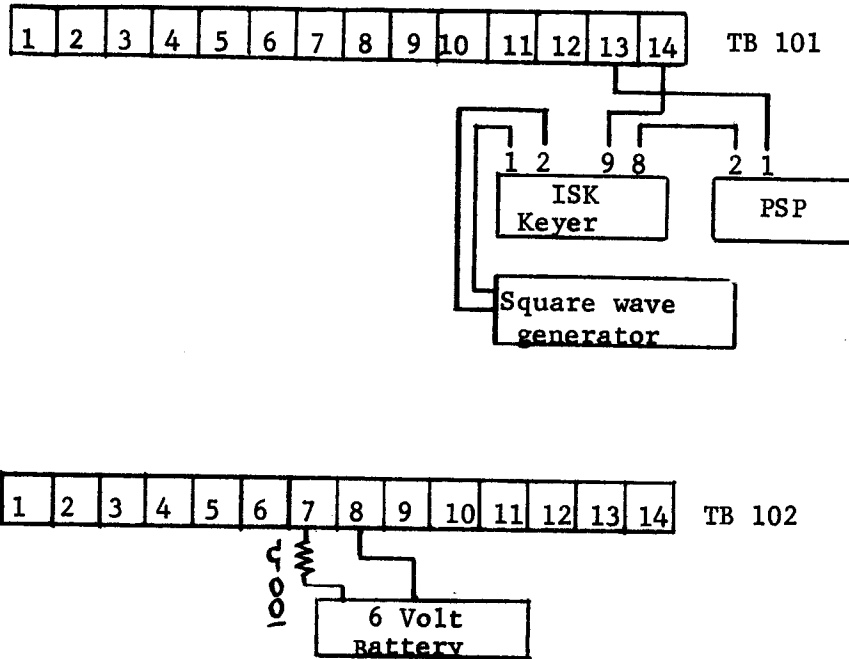 1 2 3 4 5 6 7 8 9 10 11 12 13 14 TB 101
1 2 9 8 2 1
ISK
Keyer
PSP
Square wave
generator
1 2 3 4 5 6 7 8 9 10 11 12 13 14 TB 102
100 Ω
6 Volt
Battery